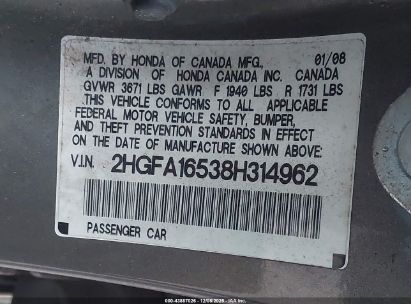 MFD. BY HONDA OF CANADA MFG., 01/08
A DIVISION OF HONDA CANADA INC. CANADA
GVWR 3671 LBS GAWR F 1940 LBS R 1731 LBS
THIS VEHICLE CONFORMS TO ALL APPLICABLE
FEDERAL MOTOR VEHICLE SAFETY, BUMPER,
AND THEFT PREVENTION STANDARDS IN EFFECT
ON THE DATE OF MANUFACTURE SHOWN ABOVE.
V.I.N. 2HGFA16538H314962
PASSENGER CAR